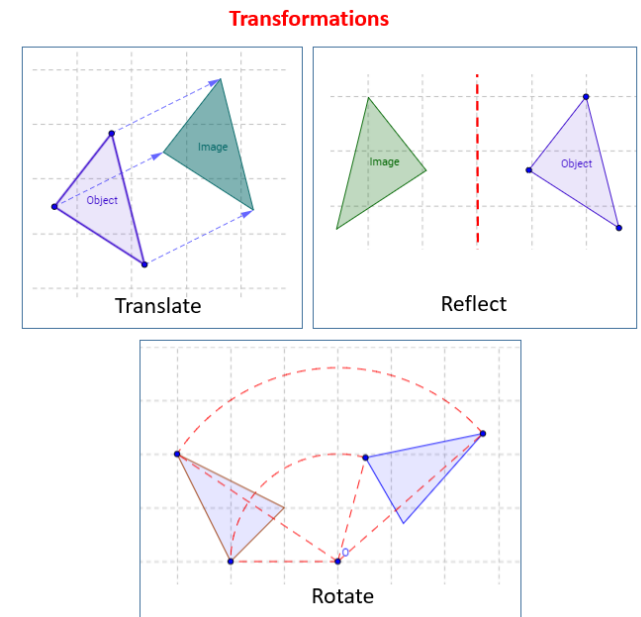 Transformations
Object
Image
Translate
Image
Object
Reflect
O
Rotate